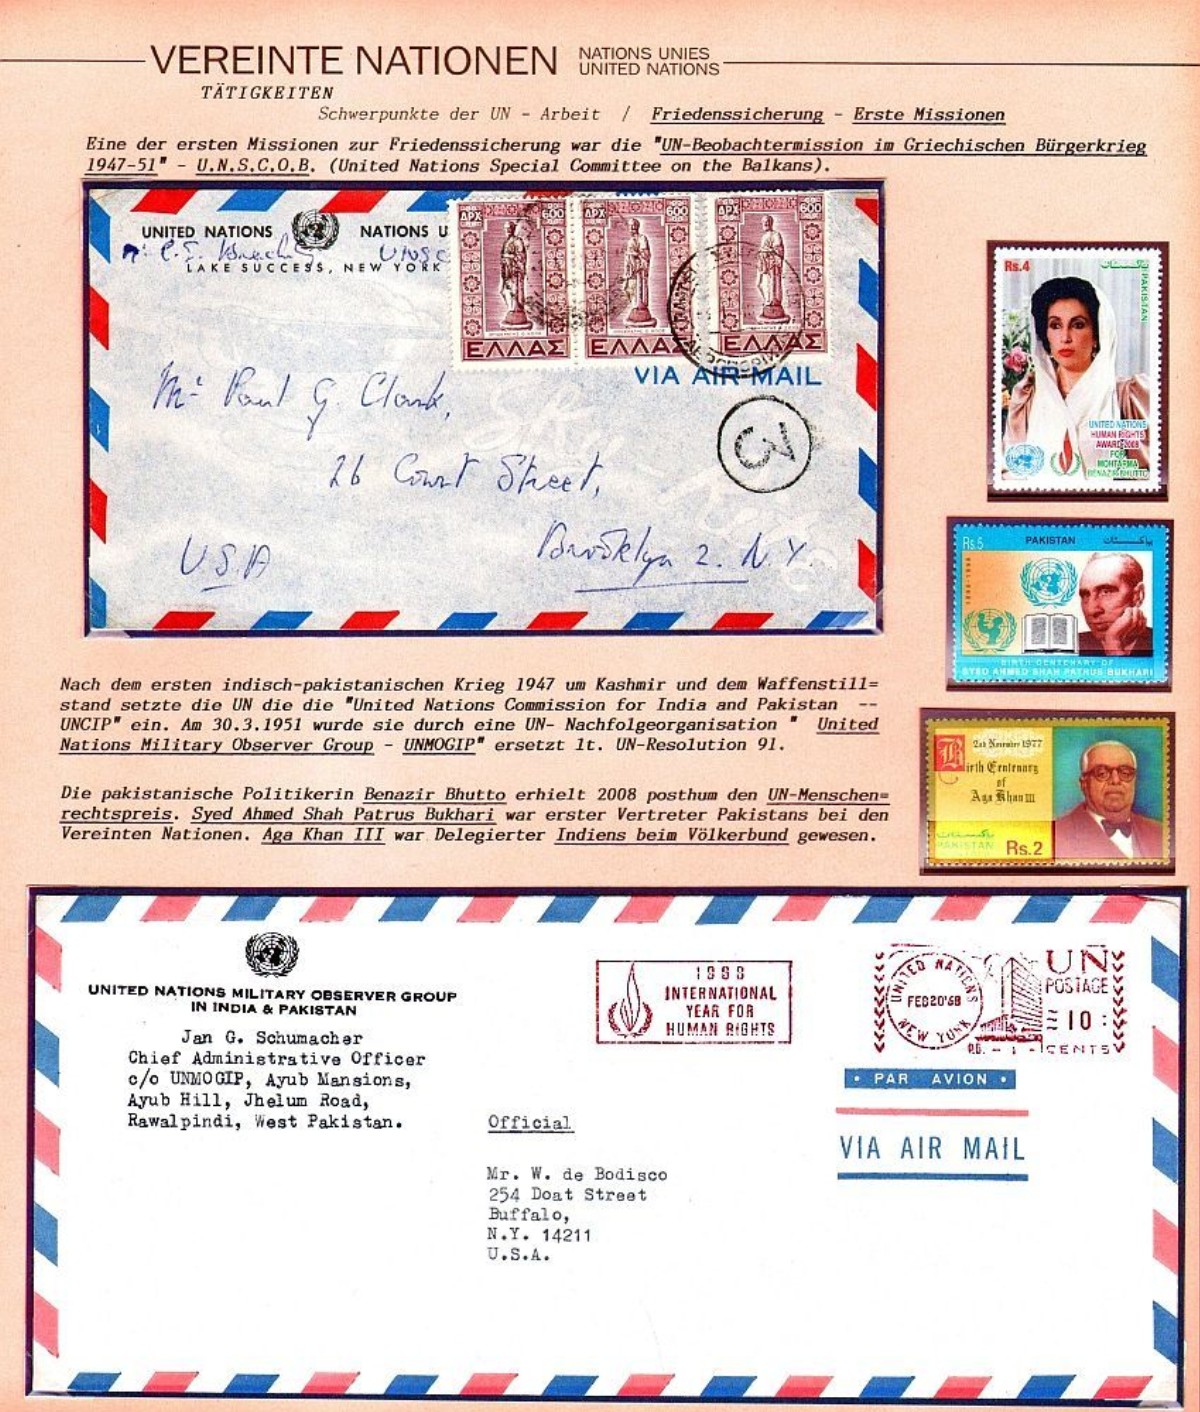 VEREINTE NATIONEN
NATIONS UNIES
UNITED NATIONS
TÄTIGKEITEN
Schwerpunkte der UN - Arbeit / Friedenssicherung - Erste Missionen
Eine der ersten Missionen zur Friedenssicherung war die "UN-Beobachtermission im Griechischen Bürgerkrieg
1947-51" - U.N.S.C.O.B. (United Nations Special Committee on the Balkans).
UNITED NATIONS NATIONS U
LAKE SUCCESS, NEW YORK
ΔΡΧ 600 ΔΡΧ 600 ΔΡΧ 600
ΕΛΛΑΣ ΕΛΛΑΣ ΕΛΛΑΣ
VIA AIR MAIL
3
Mr Paul G. Clark,
26 Court Street,
Brooklyn 2. N.Y.
USA
Rs.4
پاکستان
PAKISTAN
UNITED NATIONS
HUMAN RIGHTS
AWARD 2008
FOR
MOHTARMA
BENAZIR BHUTTO
Rs.5 PAKISTAN پاکستان
1898-1998
BIRTH CENTENARY OF
SYED AHMED SHAH PATRUS BUKHARI
Nach dem ersten indisch-pakistanischen Krieg 1947 um Kashmir und dem Waffenstill=
stand setzte die UN die die "United Nations Commission for India and Pakistan --
UNCIP" ein. Am 30.3.1951 wurde sie durch eine UN- Nachfolgeorganisation " United
Nations Military Observer Group - UNMOGIP" ersetzt lt. UN-Resolution 91.
2nd November 1977
Birth Centenary
of
Aga Khan III
پاکستان
PAKISTAN Rs.2
Die pakistanische Politikerin Benazir Bhutto erhielt 2008 posthum den UN-Menschen=
rechtspreis. Syed Ahmed Shah Patrus Bukhari war erster Vertreter Pakistans bei den
Vereinten Nationen. Aga Khan III war Delegierter Indiens beim Völkerbund gewesen.
UNITED NATIONS MILITARY OBSERVER GROUP
IN INDIA & PAKISTAN
Jan G. Schumacher
Chief Administrative Officer
c/o UNMOGIP, Ayub Mansions,
Ayub Hill, Jhelum Road,
Rawalpindi, West Pakistan.
1968
INTERNATIONAL
YEAR FOR
HUMAN RIGHTS
UNITED NATIONS
FEB20'68
NEW YORK
UN
POSTAGE
10
P.B. - 1 - CENTS
• PAR AVION •
VIA AIR MAIL
Official
Mr. W. de Bodisco
254 Doat Street
Buffalo,
N.Y. 14211
U.S.A.